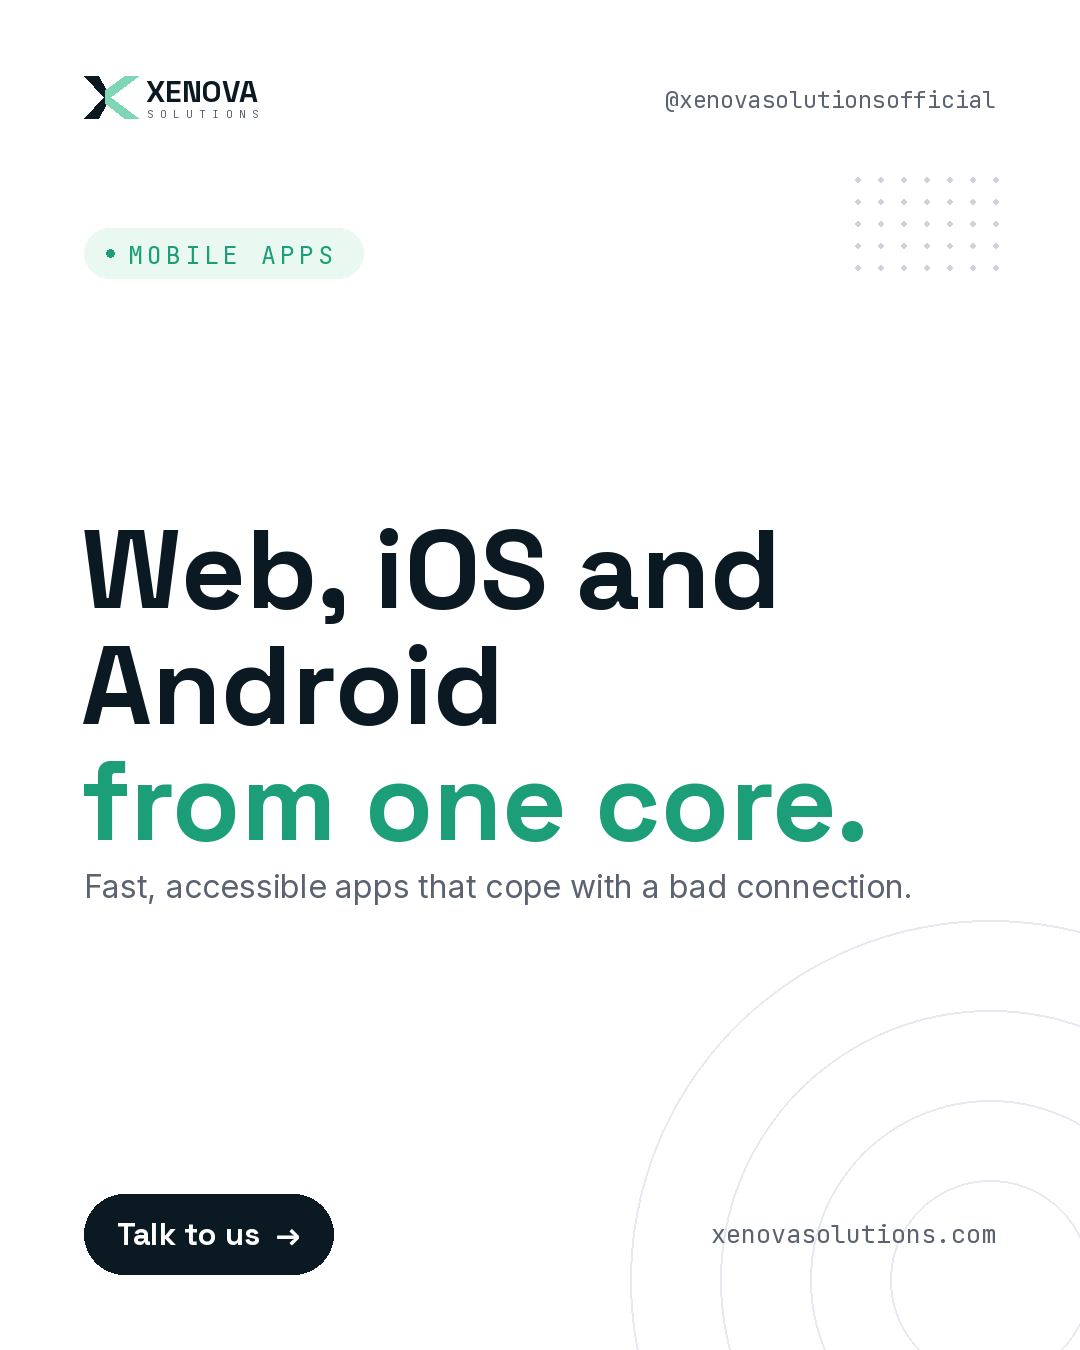 XENOVA
SOLUTIONS
@xenovasolutionsofficial
MOBILE APPS
Web, iOS and
Android
from one core.
Fast, accessible apps that cope with a bad connection.
Talk to us →
xenovasolutions.com